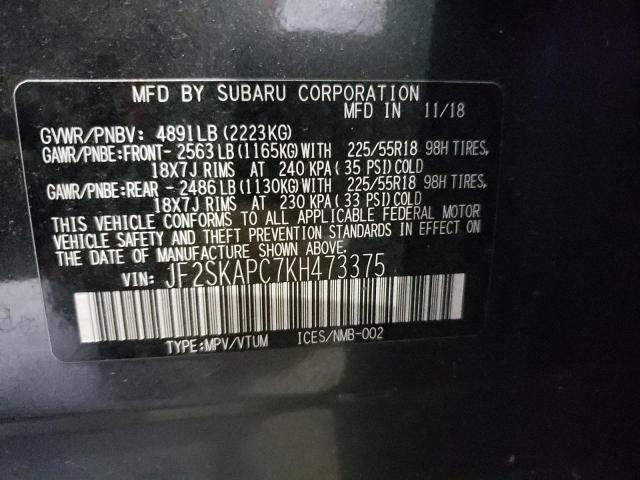 MFD BY SUBARU CORPORATION
MFD IN 11/18
GVWR/PNBV: 4891LB(2223KG)
GAWR/PNBE:FRONT-2563LB(1165KG)WITH 225/55R18 98H TIRES,
18X7J RIMS AT 240 KPA(35 PSI)COLD
GAWR/PNBE:REAR -2486LB(1130KG)WITH 225/55R18 98H TIRES,
18X7J RIMS AT 230 KPA(33 PSI)COLD
THIS VEHICLE CONFORMS TO ALL APPLICABLE FEDERAL MOTOR
VEHICLE SAFETY AND THEFT PREVENTION STANDARDS IN EFFECT ON
THE DATE OF MANUFACTURE SHOWN ABOVE.
VIN: JF2SKAPC7KH473375
TYPE:MPV/VTUM ICES/NMB-002